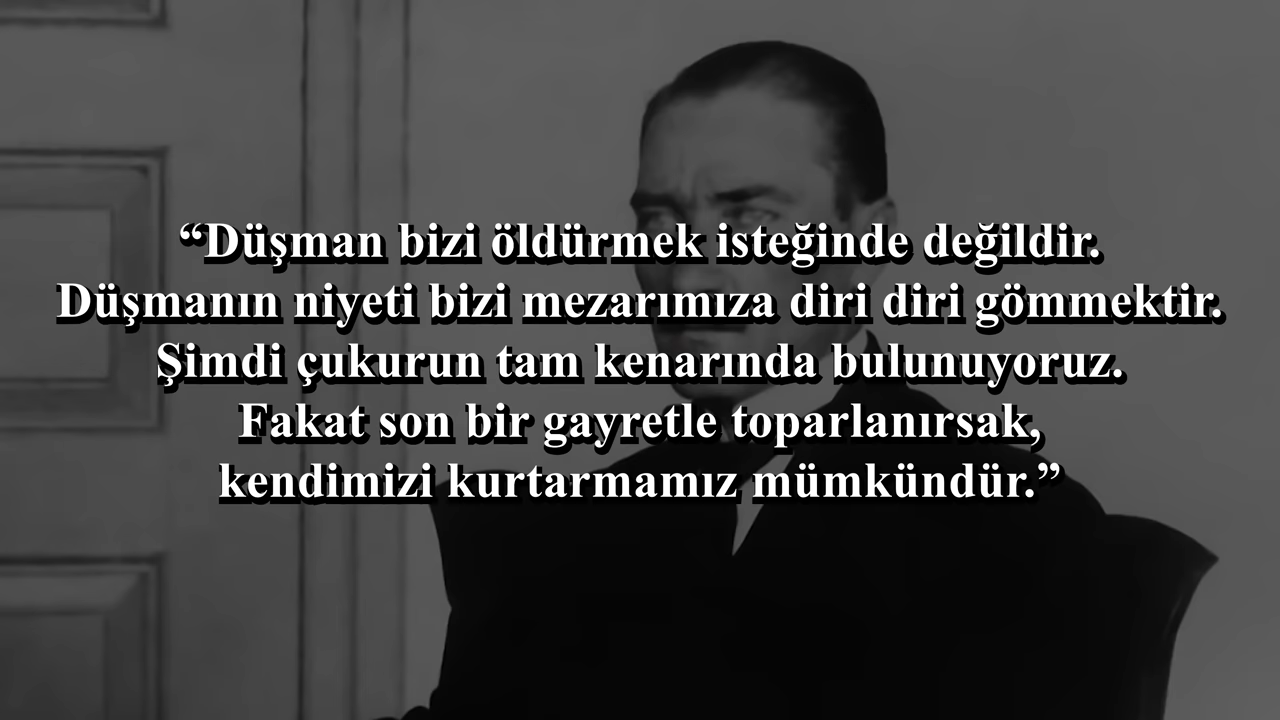 “Düşman bizi öldürmek isteğinde değildir.
Düşmanın niyeti bizi mezarımıza diri diri gömmektir.
Şimdi çukurun tam kenarında bulunuyoruz.
Fakat son bir gayretle toparlanırsak,
kendimizi kurtarmamız mümkündür.”